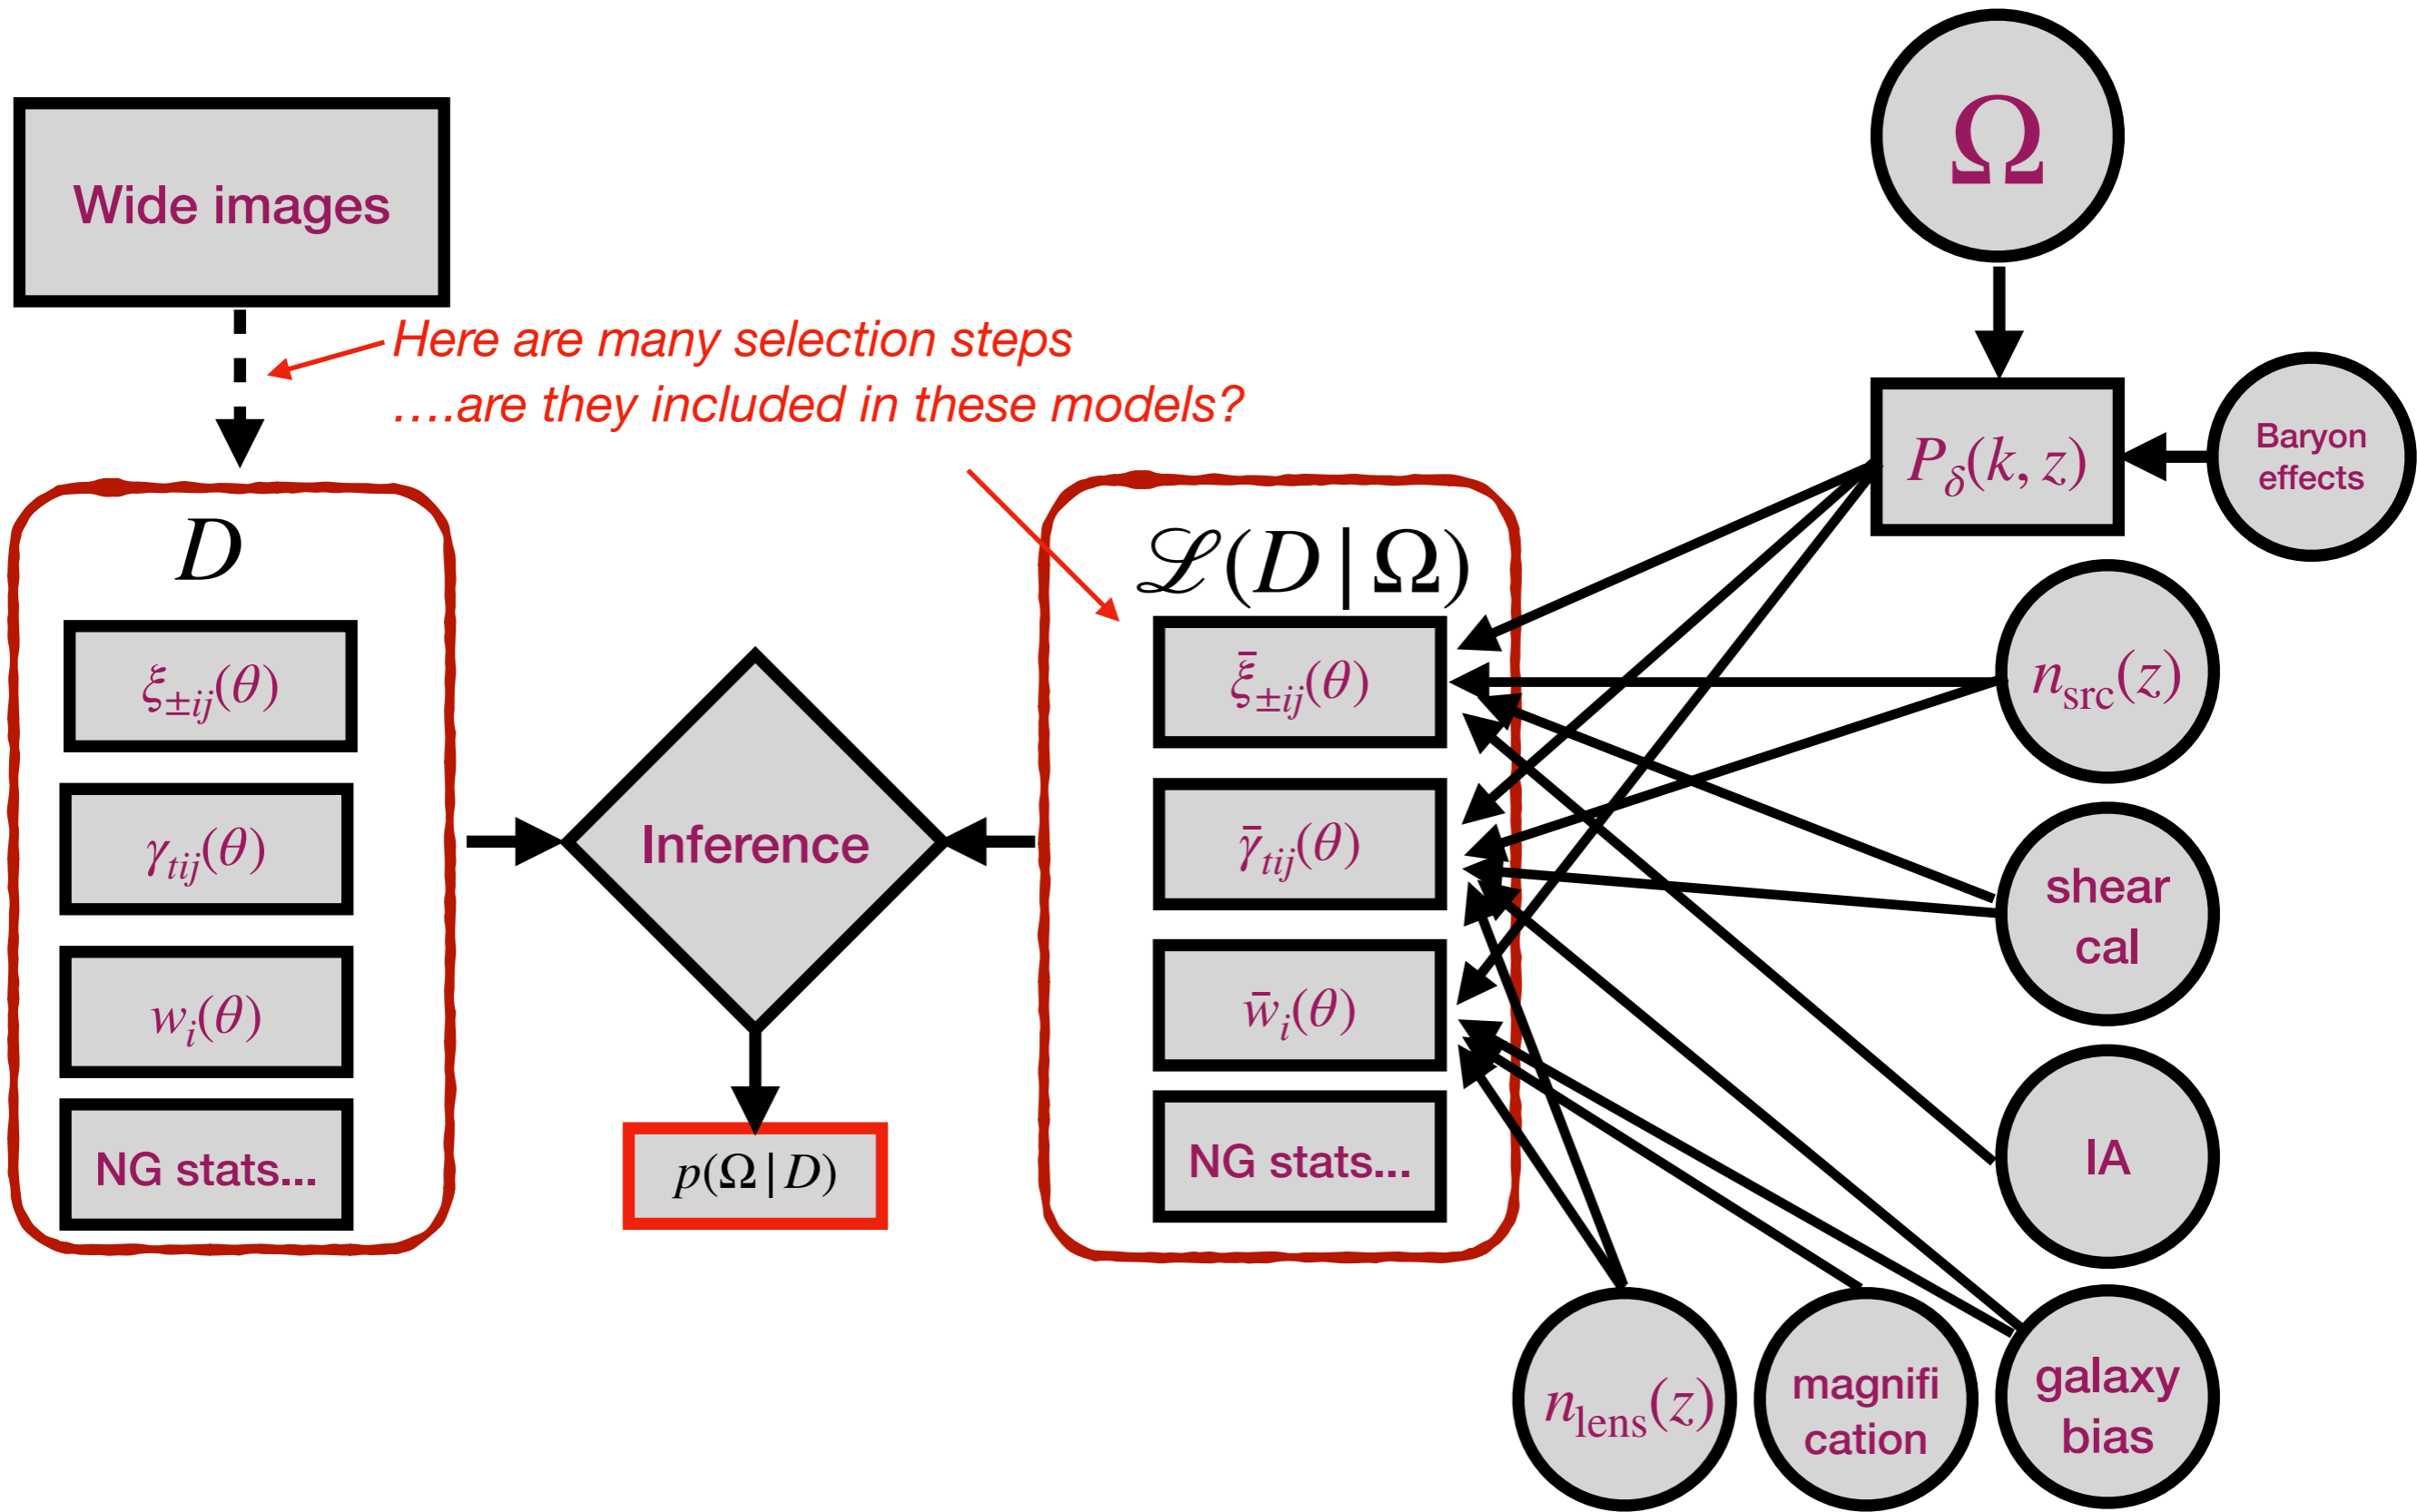 Wide images
Here are many selection steps
....are they included in these models?
D
ξ±ij(θ)
γtij(θ)
wi(θ)
NG stats...
Inference
p(Ω | D)
ℒ(D | Ω)
ξ̄±ij(θ)
γ̄tij(θ)
w̄i(θ)
NG stats...
Ω
Pδ(k, z)
Baryon
effects
nsrc(z)
shear
cal
IA
galaxy
bias
magnifi
cation
nlens(z)